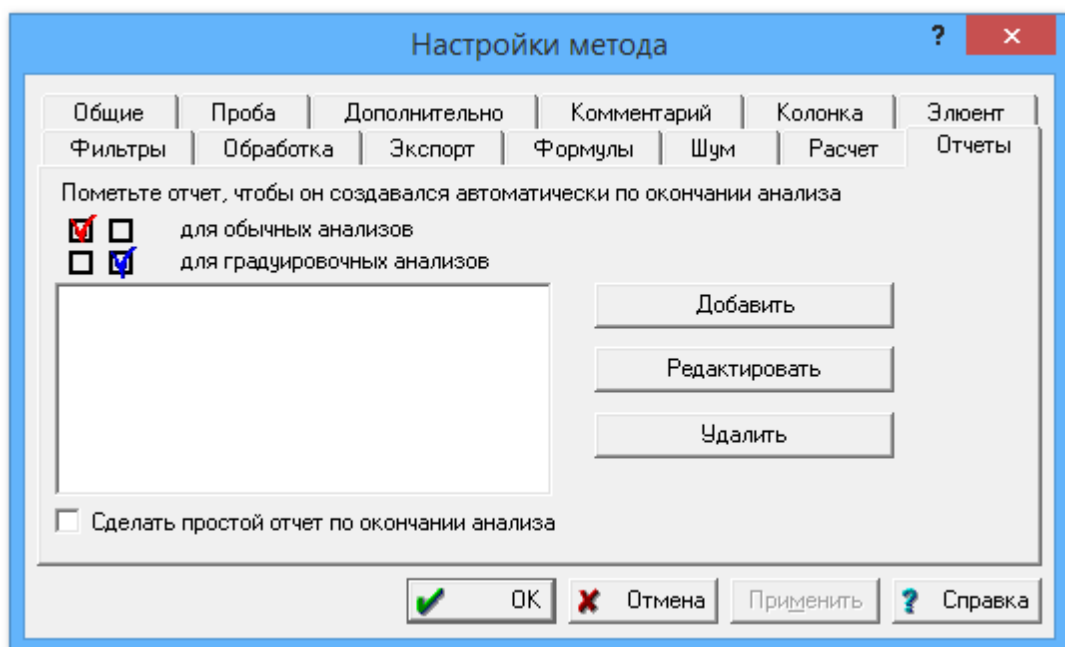 Настройки метода
?
Общие Проба Дополнительно Комментарий Колонка Элюент
Фильтры Обработка Экспорт Формулы Шум Расчет Отчеты
Пометьте отчет, чтобы он создавался автоматически по окончании анализа
для обычных анализов
для градуировочных анализов
Добавить
Редактировать
Удалить
Сделать простой отчет по окончании анализа
OK Отмена Применить ? Справка